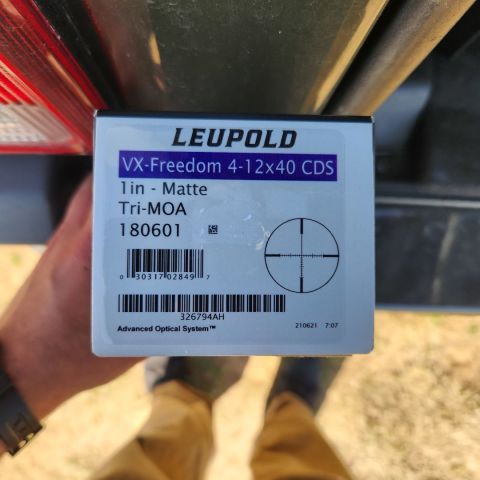 LEUPOLD
VX-Freedom 4-12x40 CDS
1in - Matte
Tri-MOA
180601
0 30317 02849 7
326794AH
Advanced Optical System™
210621 7:07